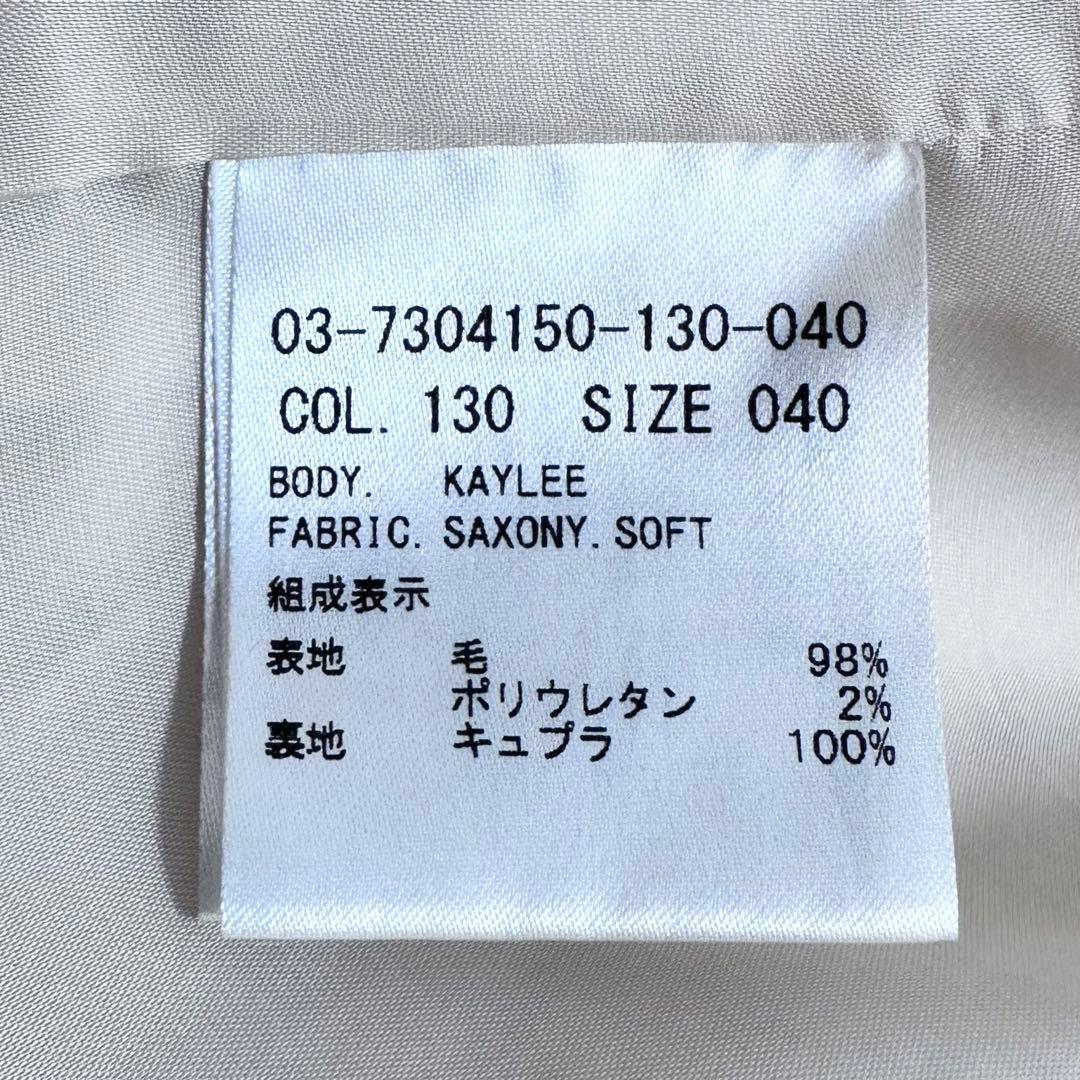 03-7304150-130-040
COL. 130 SIZE 040
BODY. KAYLEE
FABRIC. SAXONY. SOFT
組成表示
表地 毛 98%
ポリウレタン 2%
裏地 キュプラ 100%